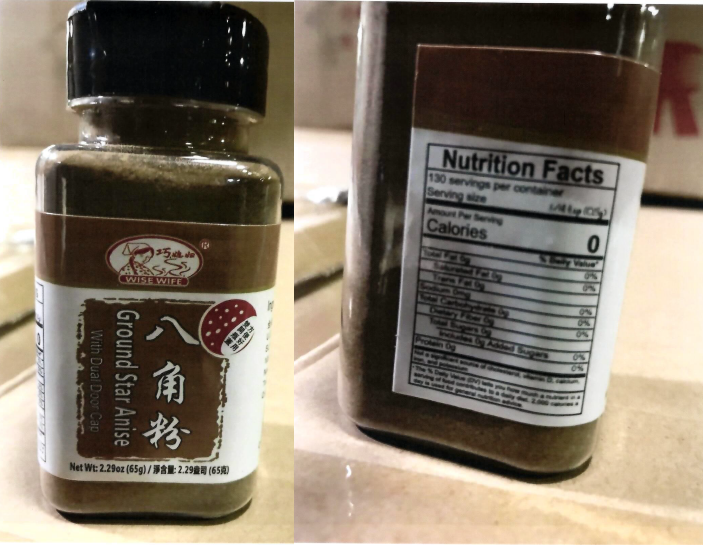 巧媳婦®
WISE WIFE
八角粉
Ground Star Anise
With Dual Door Cap
Net Wt: 2.29oz (65g) / 淨含量: 2.29盎司 (65克)
Nutrition Facts
130 servings per container
Serving size
Amount Per Serving
Calories 0
% Daily Value*
Total Fat 0g 0%
Saturated Fat 0g 0%
Trans Fat 0g
Sodium 0mg 0%
Total Carbohydrate 0g 0%
Dietary Fiber 0g 0%
Total Sugars 0g
Includes 0g Added Sugars 0%
Protein 0g 0%